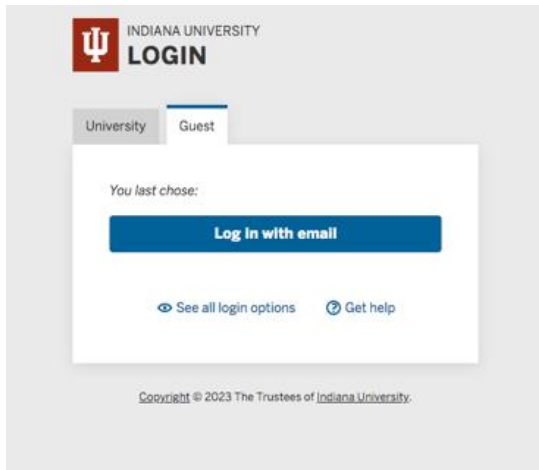 INDIANA UNIVERSITY
LOGIN
University Guest
You last chose:
Log in with email
See all login options Get help
Copyright © 2023 The Trustees of Indiana University.